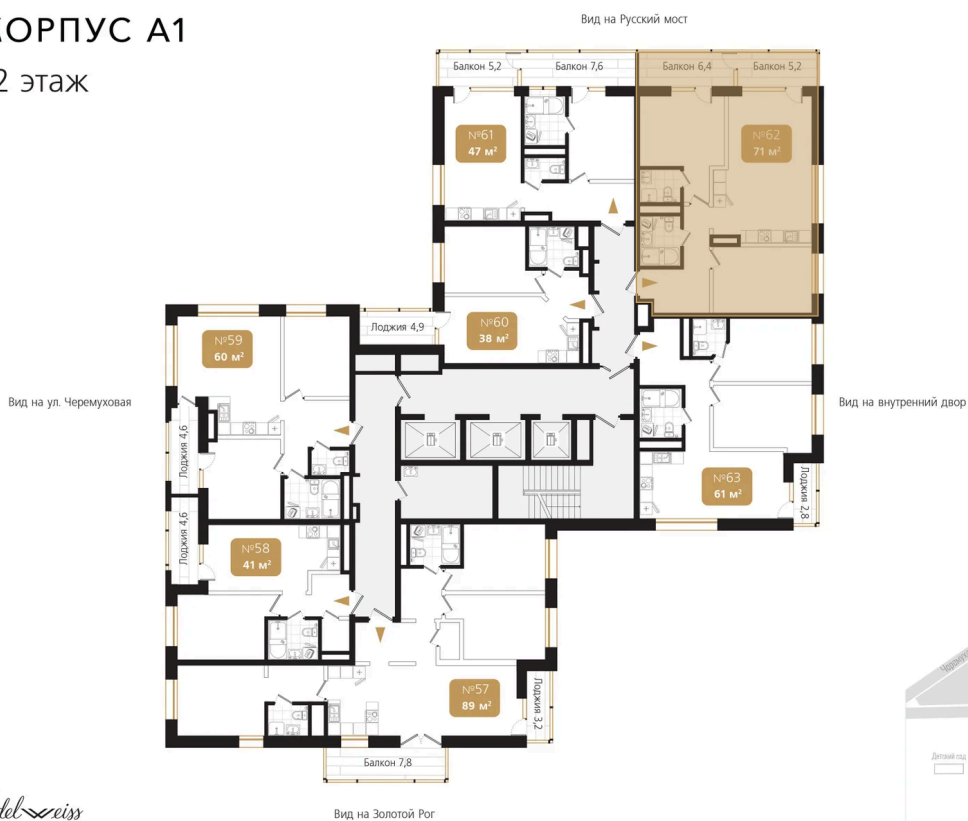 КОРПУС А1
2 этаж
Вид на Русский мост
Балкон 5,2
Балкон 7,6
Балкон 6,4
Балкон 5,2
№61
47 м²
№62
71 м²
№60
38 м²
Лоджия 4,9
№59
60 м²
Вид на ул. Черемуховая
Вид на внутренний двор
Лоджия 4,6
№63
61 м²
Лоджия 2,8
Лоджия 4,6
№58
41 м²
№57
89 м²
Лоджия 3,2
Балкон 7,8
Вид на Золотой Рог
Детский сад
delweiss